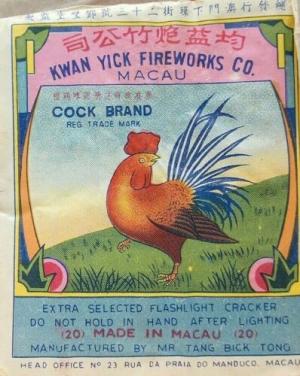 司公竹炮益均
KWAN YICK FIREWORKS CO.
MACAU
COCK BRAND
REG. TRADE MARK
EXTRA SELECTED FLASHLIGHT CRACKER
DO NOT HOLD IN HAND AFTER LIGHTING
(20) MADE IN MACAU (20)
MANUFACTURED BY MR TANG BICK TONG
HEAD OFFICE Nº 23 RUA DA PRAIA DO MANDUCO, MACAU